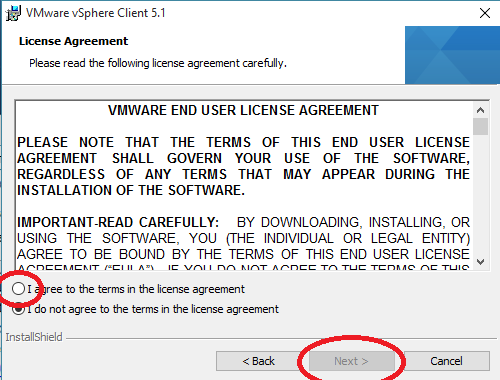 VMware vSphere Client 5.1
License Agreement
Please read the following license agreement carefully.
VMWARE END USER LICENSE AGREEMENT
PLEASE NOTE THAT THE TERMS OF THIS END USER LICENSE
AGREEMENT SHALL GOVERN YOUR USE OF THE SOFTWARE,
REGARDLESS OF ANY TERMS THAT MAY APPEAR DURING THE
INSTALLATION OF THE SOFTWARE.
IMPORTANT-READ CAREFULLY: BY DOWNLOADING, INSTALLING, OR
USING THE SOFTWARE, YOU (THE INDIVIDUAL OR LEGAL ENTITY)
AGREE TO BE BOUND BY THE TERMS OF THIS END USER LICENSE
AGREEMENT ("EULA"). IF YOU DO NOT AGREE TO THE TERMS OF THIS
I agree to the terms in the license agreement
I do not agree to the terms in the license agreement
InstallShield
< Back Next > Cancel